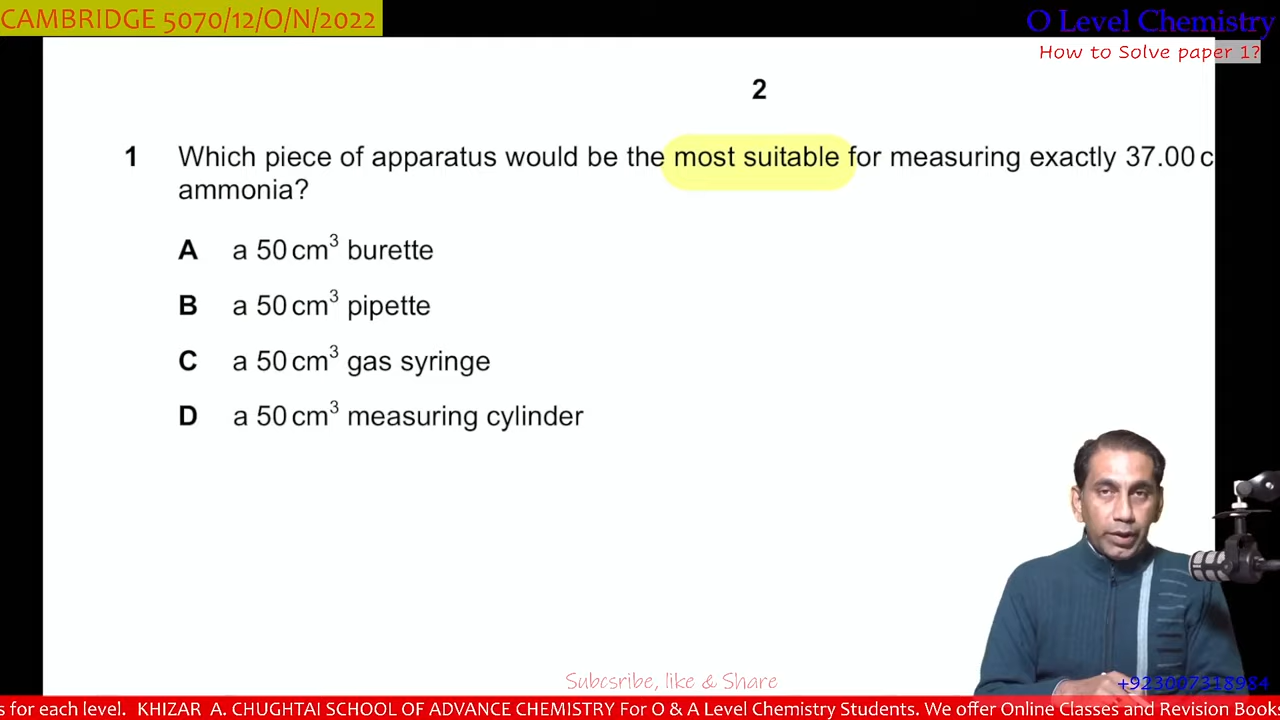 CAMBRIDGE 5070/12/O/N/2022
O Level Chemistry
How to Solve paper 1?
2
1 Which piece of apparatus would be the most suitable for measuring exactly 37.00 c
ammonia?
A a 50 cm³ burette
B a 50 cm³ pipette
C a 50 cm³ gas syringe
D a 50 cm³ measuring cylinder
Subcsribe, like & Share
+923007318984
s for each level. KHIZAR A. CHUGHTAI SCHOOL OF ADVANCE CHEMISTRY For O & A Level Chemistry Students. We offer Online Classes and Revision Books